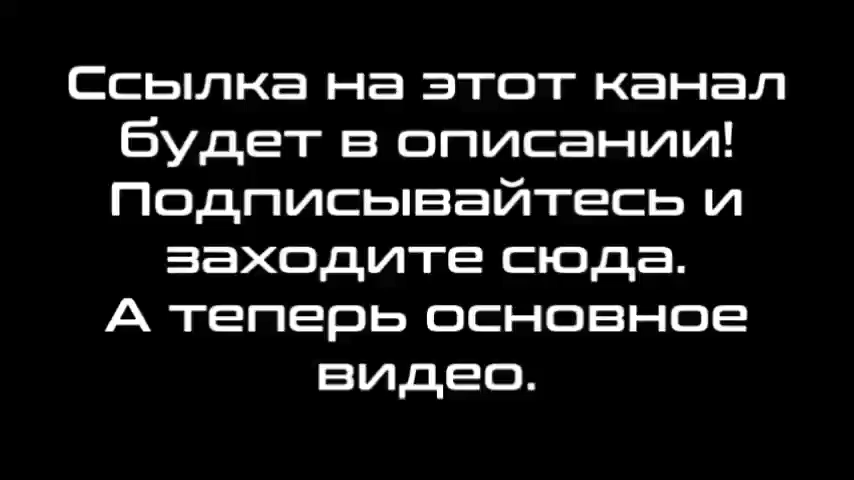 Ссылка на этот канал
будет в описании!
Подписывайтесь и
заходите сюда.
А теперь основное
видео.